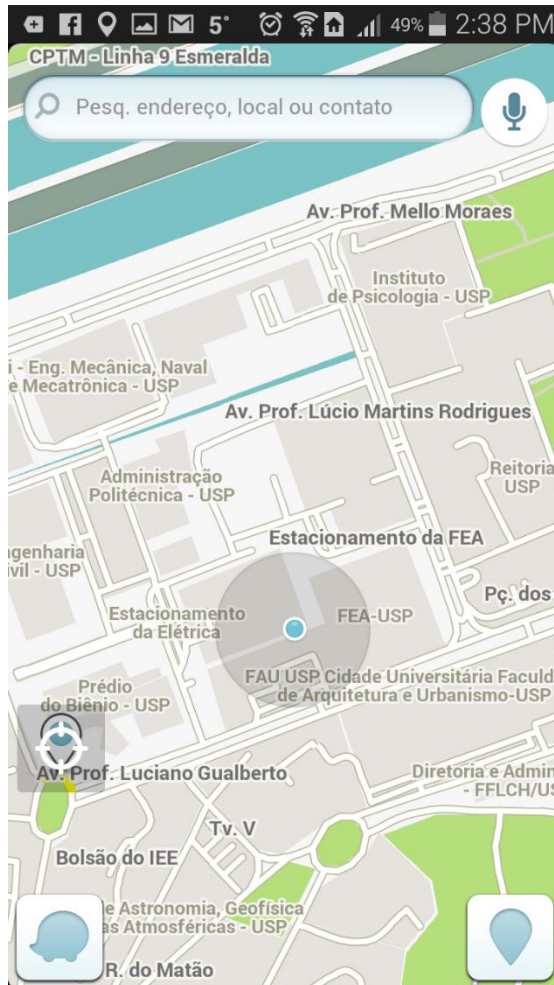 5°
49%
2:38 PM
CPTM - Linha 9 Esmeralda
Pesq. endereço, local ou contato
Av. Prof. Mello Moraes
Instituto
de Psicologia - USP
- Eng. Mecânica, Naval
e Mecatrônica - USP
Av. Prof. Lúcio Martins Rodrigues
Reitoria
USP
Administração
Politécnica - USP
Estacionamento da FEA
- USP
Pç. dos
Estacionamento
da Elétrica
FEA-USP
FAU USP Cidade Universitária Faculd
de Arquitetura e Urbanismo-USP
Prédio
do Biênio - USP
Av. Prof. Luciano Gualberto
Diretoria e Admin
- FFLCH/US
Tv. V
Bolsão do IEE
e Astronomia, Geofísica
as Atmosféricas - USP
R. do Matão